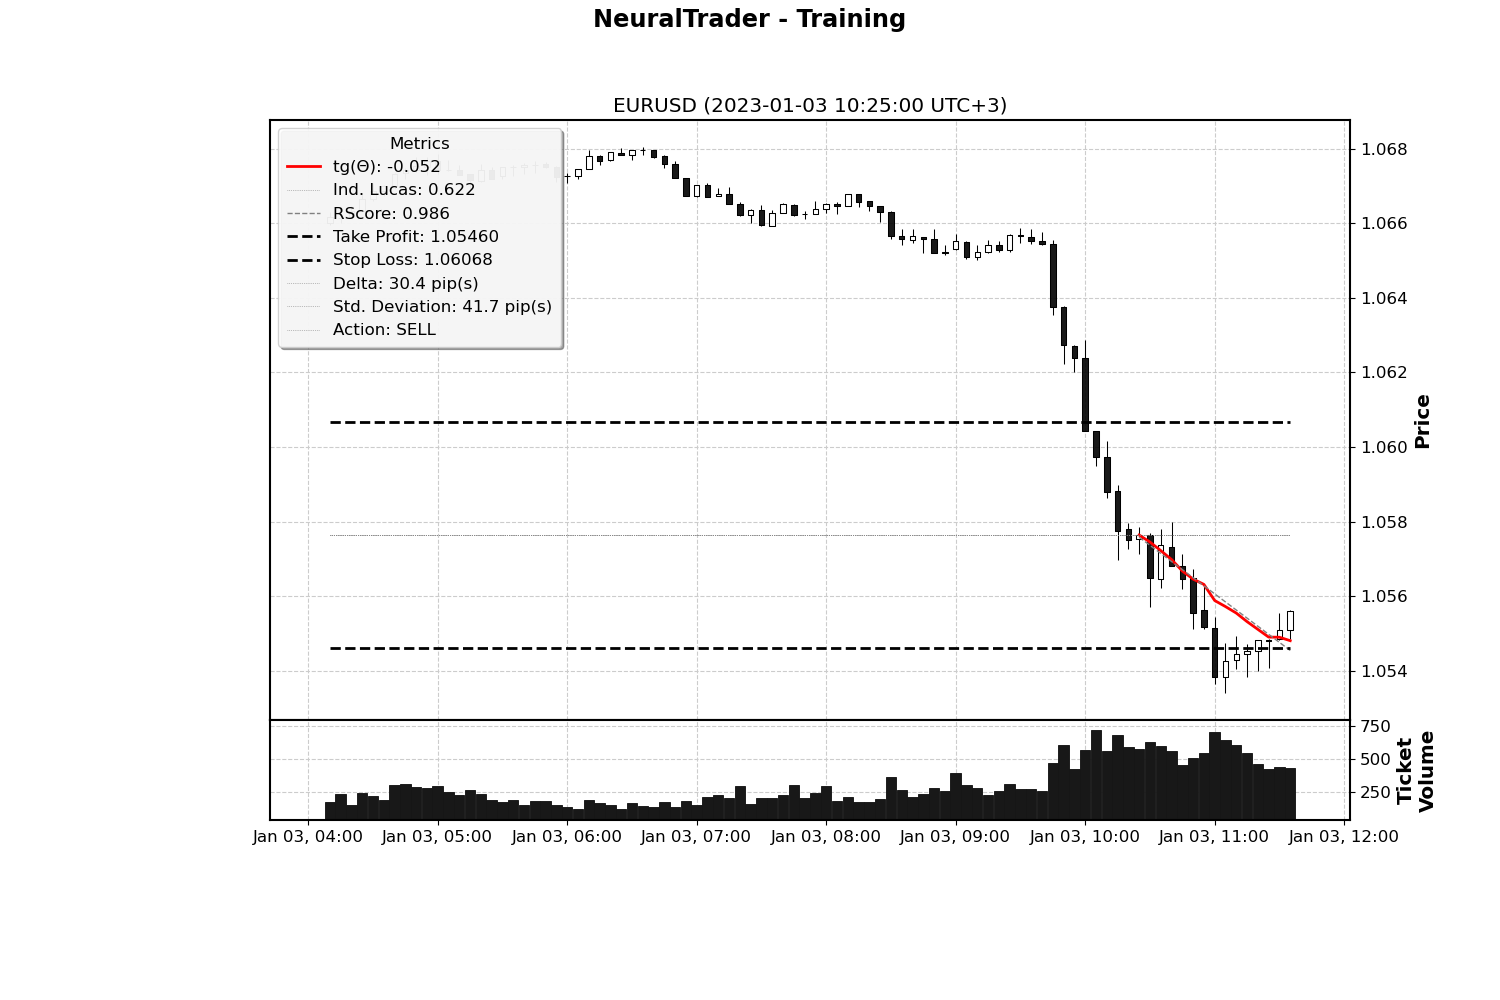 NeuralTrader - Training
EURUSD (2023-01-03 10:25:00 UTC+3)
Metrics
tg(Θ): -0.052
Ind. Lucas: 0.622
RScore: 0.986
Take Profit: 1.05460
Stop Loss: 1.06068
Delta: 30.4 pip(s)
Std. Deviation: 41.7 pip(s)
Action: SELL
1.068
1.066
1.064
1.062
1.060
1.058
1.056
1.054
Price
750
500
250
Ticket
Volume
Jan 03, 04:00 Jan 03, 05:00 Jan 03, 06:00 Jan 03, 07:00 Jan 03, 08:00 Jan 03, 09:00 Jan 03, 10:00 Jan 03, 11:00 Jan 03, 12:00